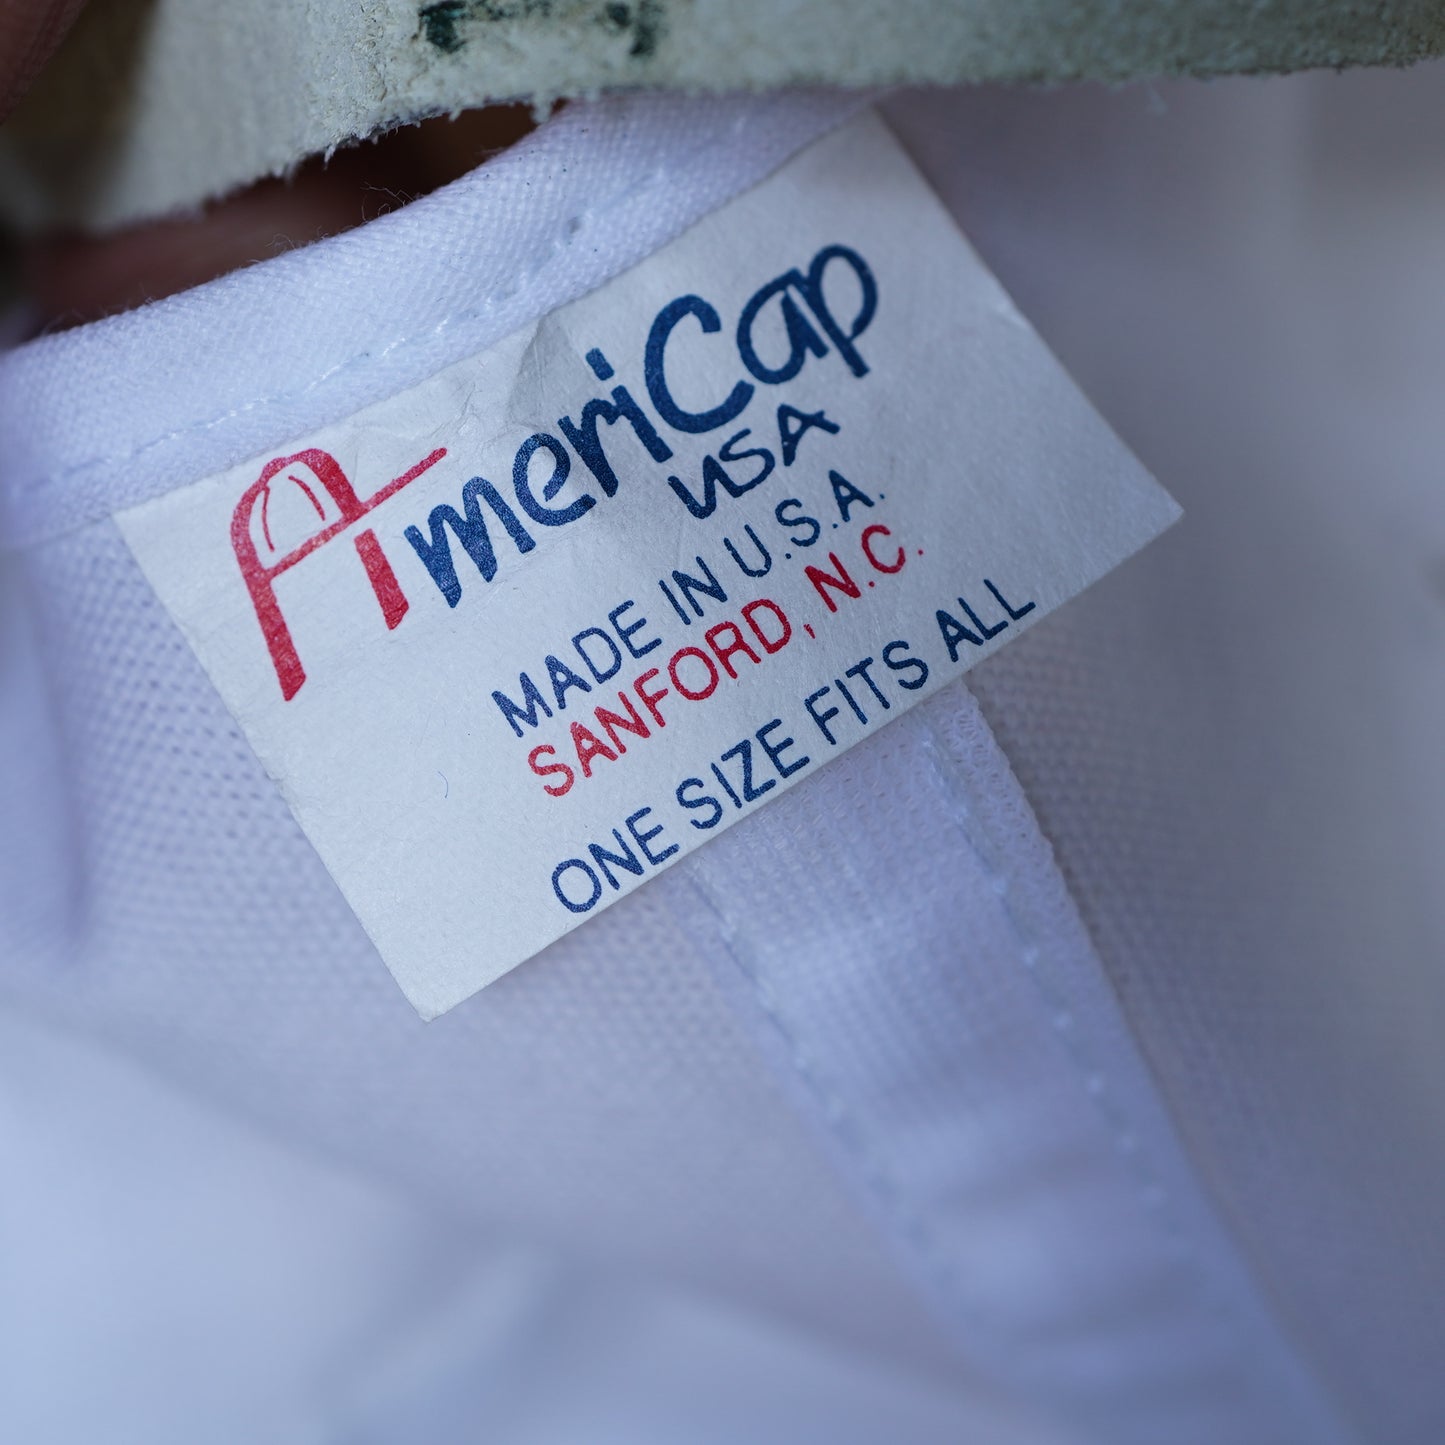 AmeriCap
USA
MADE IN U.S.A.
SANFORD, N.C.
ONE SIZE FITS ALL